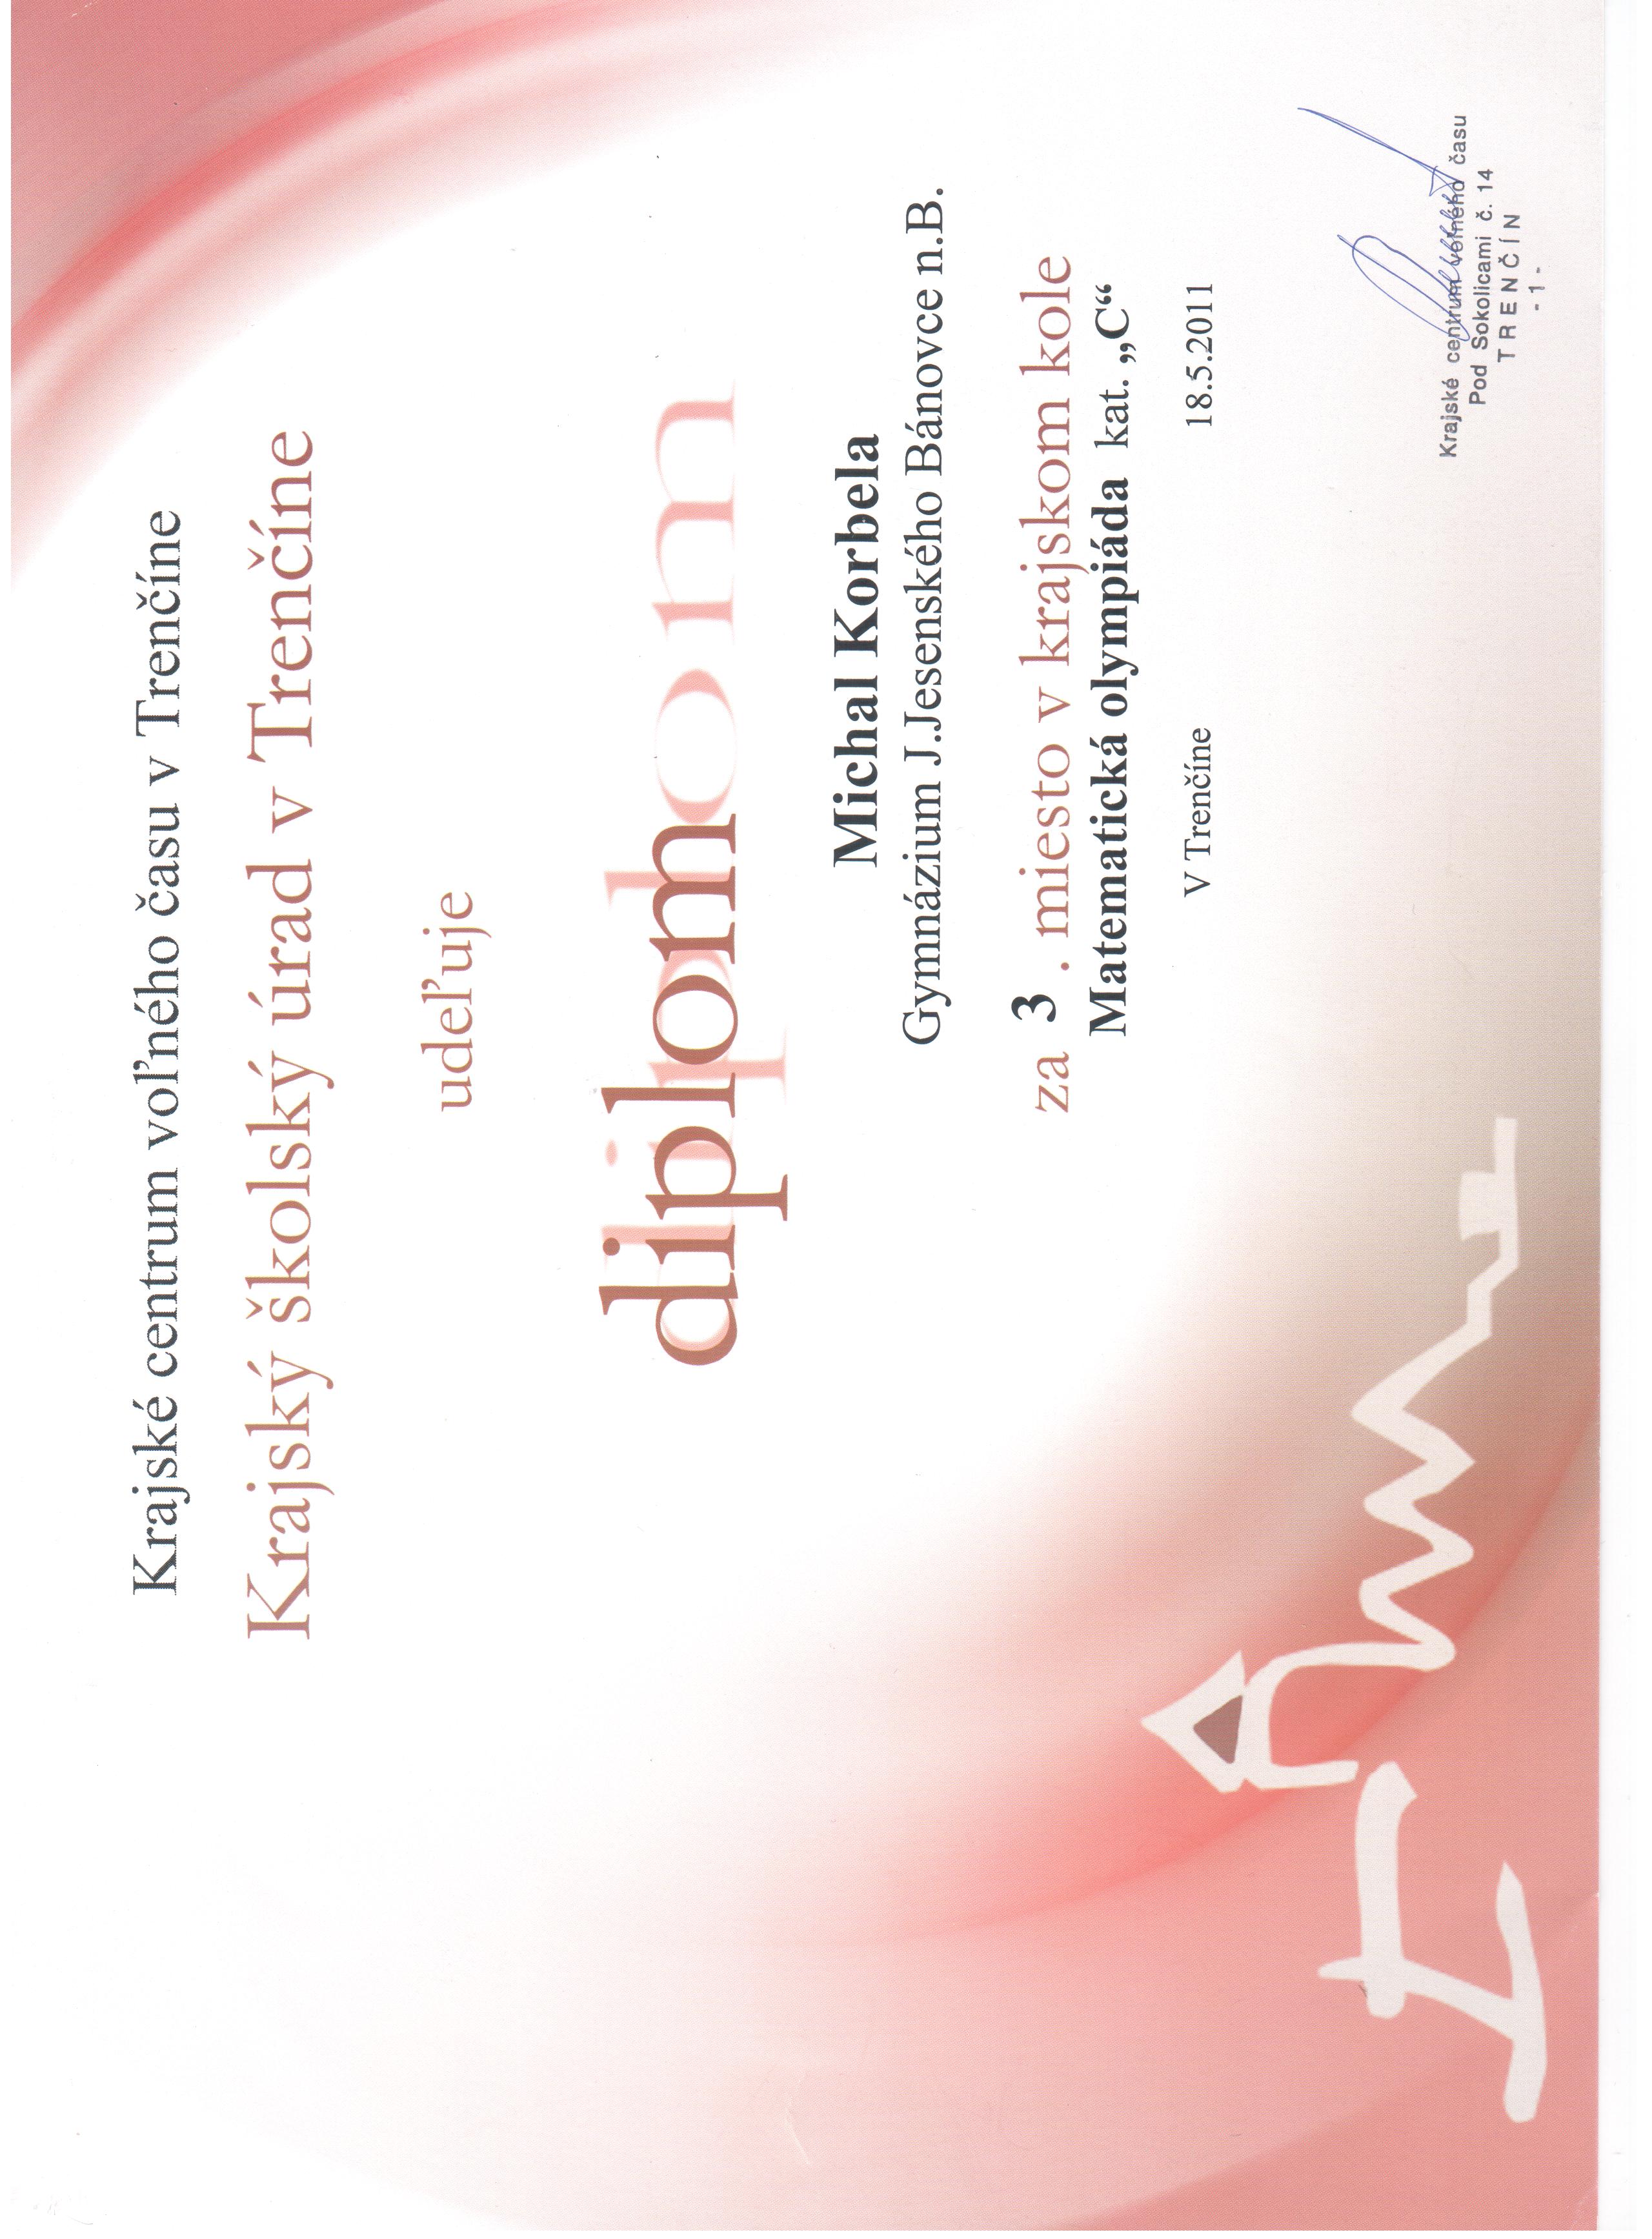 Krajské centrum voľného času v Trenčíne
Krajský školský úrad v Trenčíne
udeľuje
diplom
Michal Korbela
Gymnázium J.Jesenského Bánovce n.B.
za 3 . miesto v krajskom kole
Matematická olympiáda kat. „C“
V Trenčíne 18.5.2011
Krajské centrum voľného času
Pod Sokolicami č. 14
TRENČÍN
- 1 -